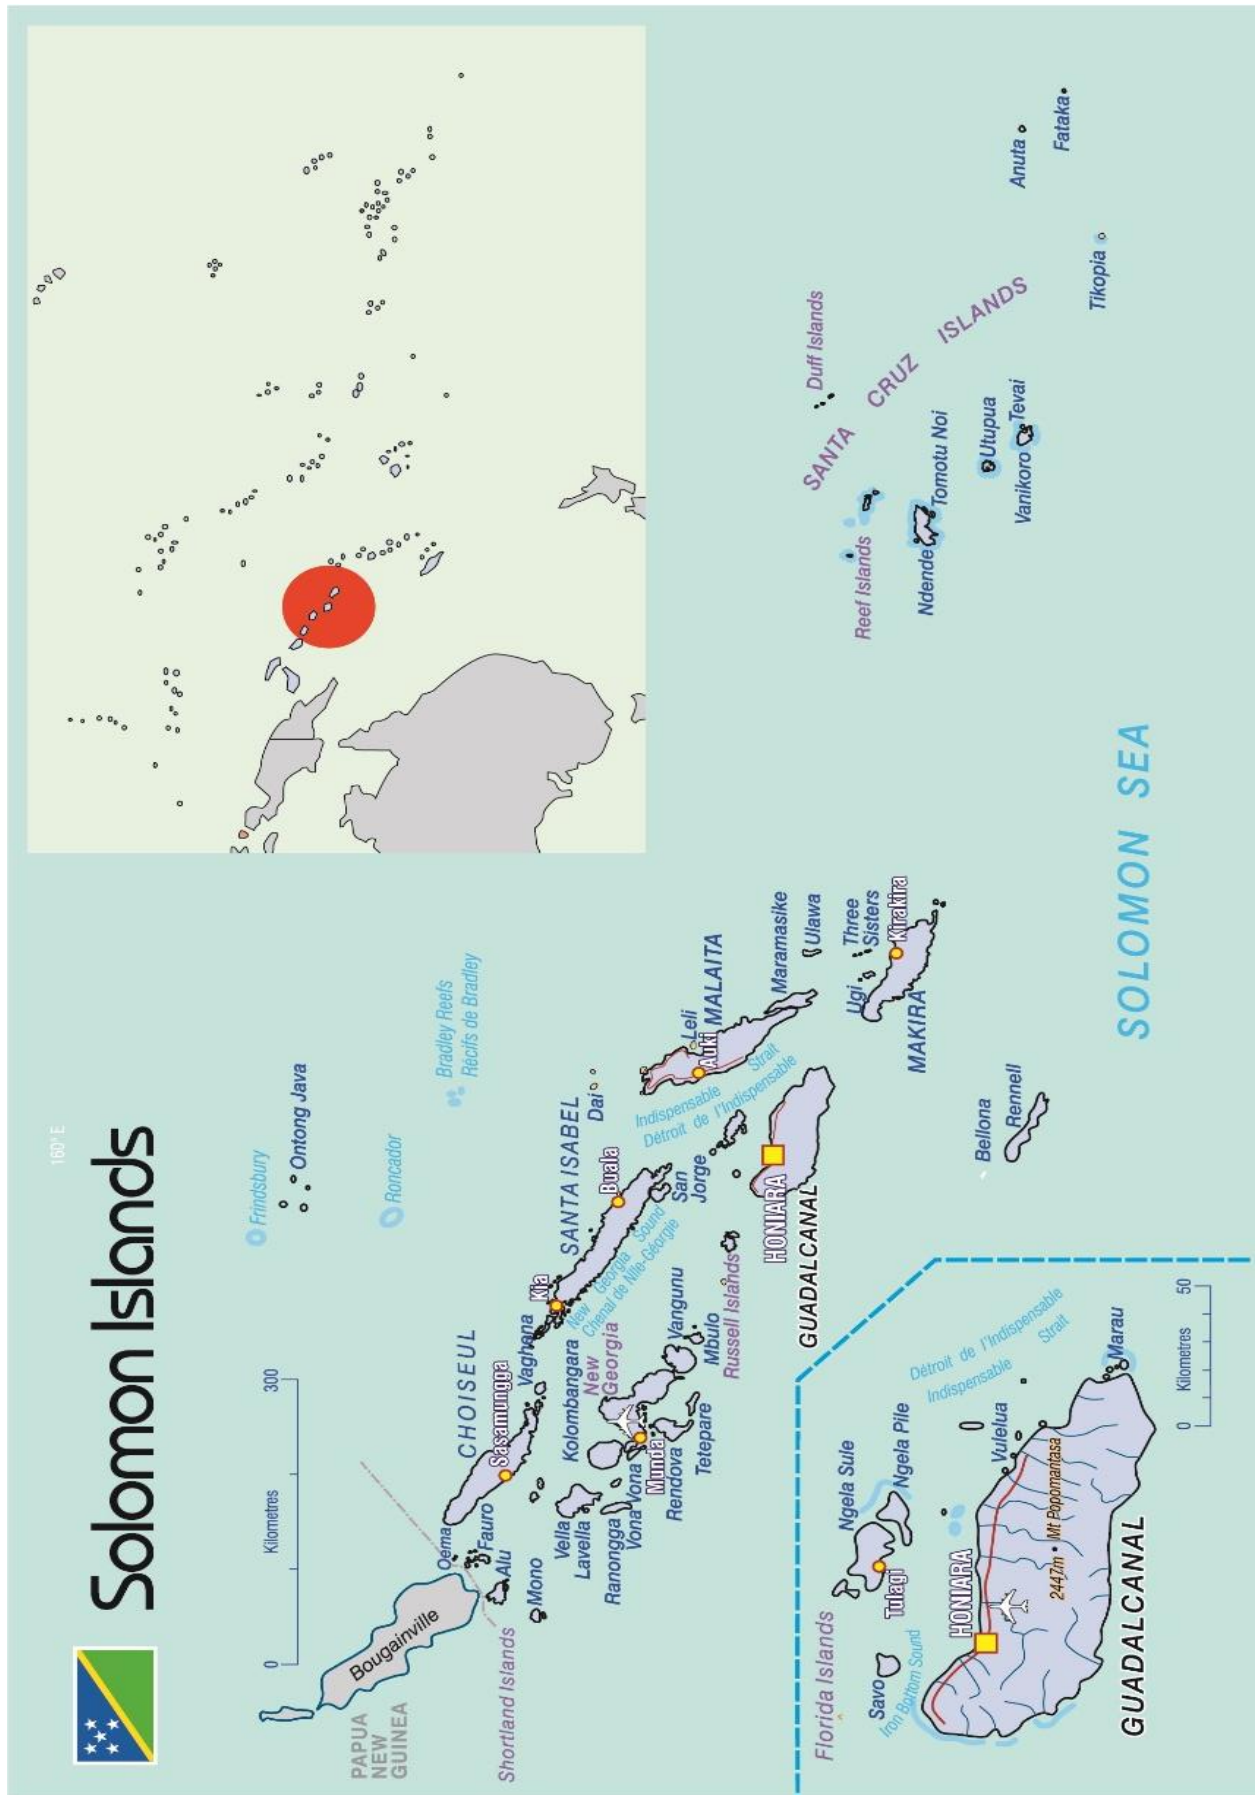 Solomon Islands
160° E
0
Kilometres
300
Frindsbury
Ontong Java
Roncador
Bradley Reefs
Récifs de Bradley
PAPUA
NEW
GUINEA
Bougainville
Shortland Islands
Oema
Fauro
Alu
Mono
CHOISEUL
Sasamungga
Vaghena
Kia
SANTA ISABEL
Buala
Dai
San
Jorge
New Georgia Sound
Chenal de Nlle-Géorgie
Vella
Lavella
Ranongga
Kolombangara
New
Georgia
Vona Vona
Munda
Rendovie
Tetepare
Vangunu
Mbulo
Russell Islands
Indispensable Strait
Détroit de l'Indispensable
Leli
Auki
MALAITA
Maramasike
Ulawa
HONIARA
GUADALCANAL
Ugi
Three
Sisters
Kirakira
MAKIRA
Bellona
Rennell
SOLOMON SEA
Duff Islands
SANTA CRUZ ISLANDS
Reef Islands
Ndende
Tomotu Noi
Utupua
Vanikoro
Tevai
Tikopia
Anuta
Fataka
Florida Islands
Ngela Sule
Ngela Pile
Tulagi
Savo
Iron Bottom Sound
HONIARA
Vulelua
Détroit de l'Indispensable
Indispensable Strait
2447m • Mt Popomantasa
Marau
GUADALCANAL
0
Kilometres
50